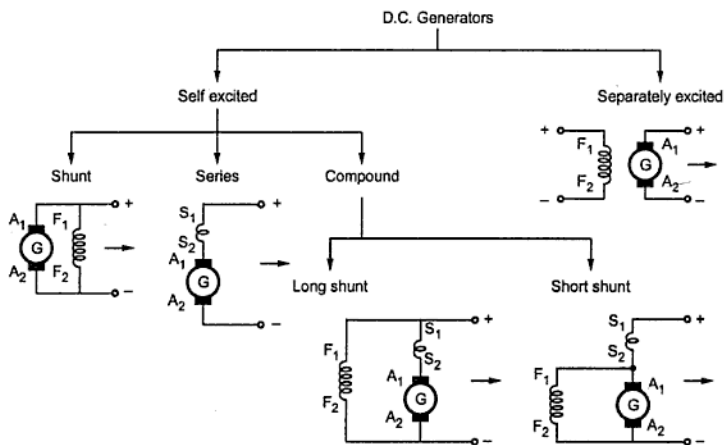 D.C. Generators
Self excited
Separately excited
Shunt
Series
Compound
+
F₁
A₁
G
F₂
A₂
−
+
−
A₁
F₁
G
A₂
F₂
+
−
S₁
S₂
A₁
G
A₂
+
−
Long shunt
Short shunt
F₁
F₂
S₁
S₂
A₁
G
A₂
+
−
S₁
S₂
F₁
F₂
A₁
G
A₂
+
−